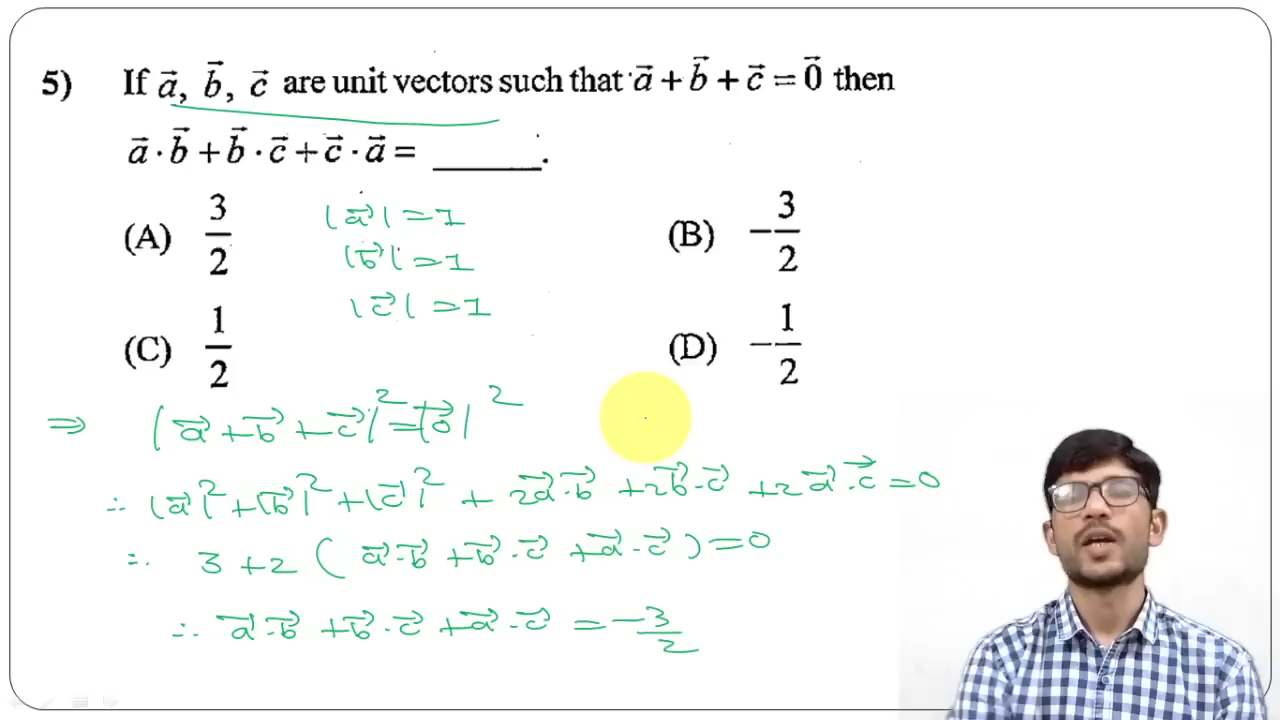 5) If a⃗, b⃗, c⃗ are unit vectors such that a⃗ + b⃗ + c⃗ = 0⃗ then
a⃗ · b⃗ + b⃗ · c⃗ + c⃗ · a⃗ = ______.
(A) 3/2 (B) −3/2
|a⃗| = 1
|b⃗| = 1
|c⃗| = 1
(C) 1/2 (D) −1/2
⇒ |a⃗ + b⃗ + c⃗|² = |0⃗|²
∴ |a⃗|² + |b⃗|² + |c⃗|² + 2a⃗·b⃗ + 2b⃗·c⃗ + 2a⃗·c⃗ = 0
∴ 3 + 2 ( a⃗·b⃗ + b⃗·c⃗ + a⃗·c⃗ ) = 0
∴ a⃗·b⃗ + b⃗·c⃗ + a⃗·c⃗ = −3/2